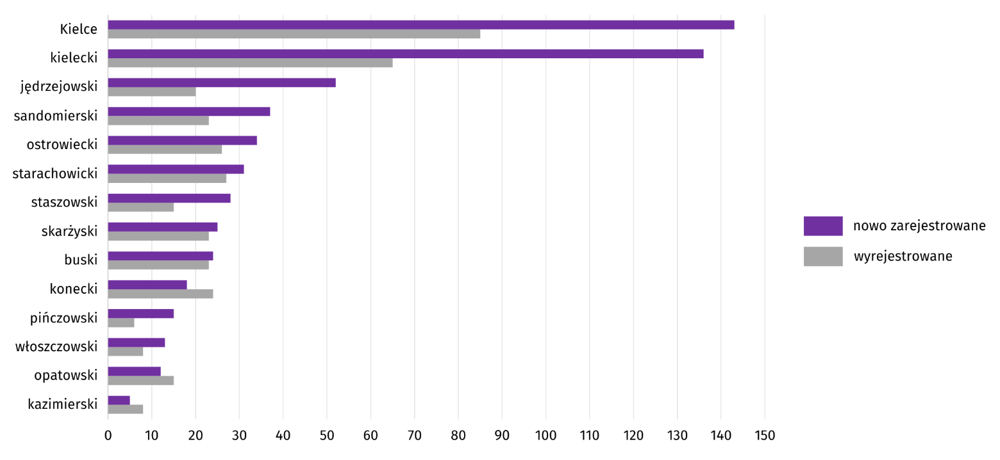 Kielce
kielecki
jędrzejowski
sandomierski
ostrowiecki
starachowicki
staszowski
skarżyski
buski
konecki
pińczowski
włoszczowski
opatowski
kazimierski
0 10 20 30 40 50 60 70 80 90 100 110 120 130 140 150
nowo zarejestrowane
wyrejestrowane